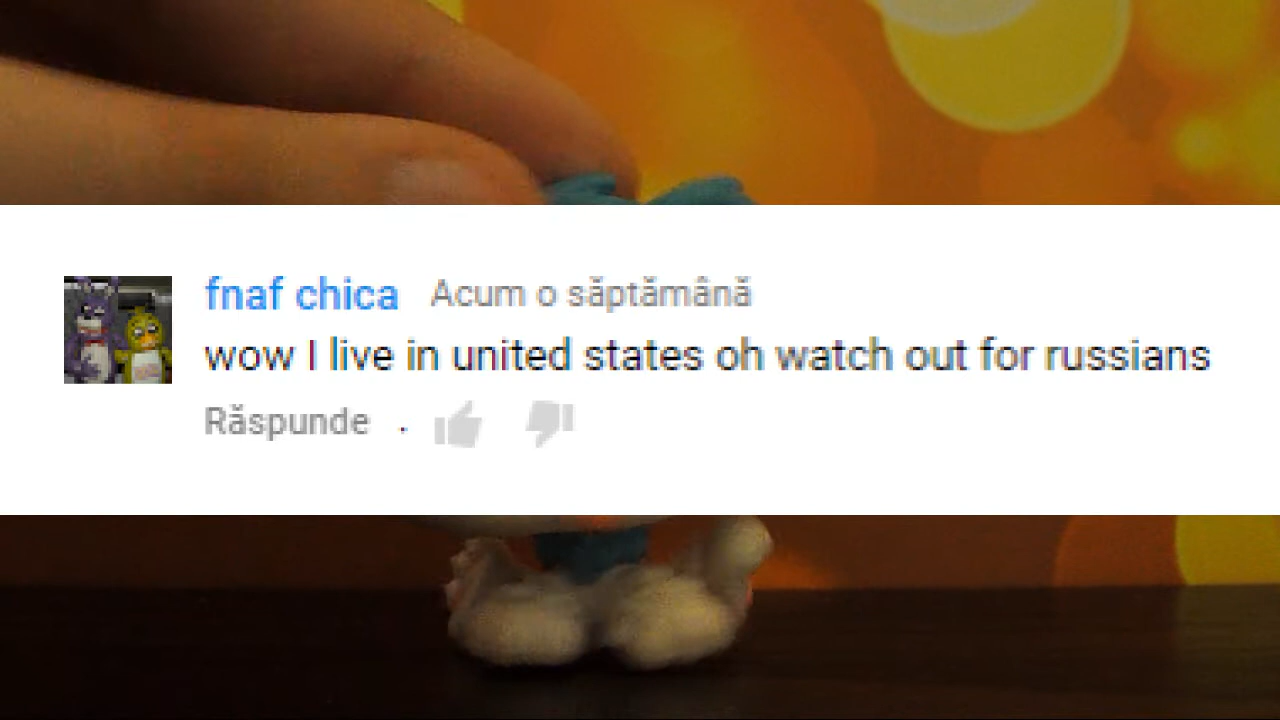 fnaf chica Acum o săptămână
wow I live in united states oh watch out for russians
Răspunde .